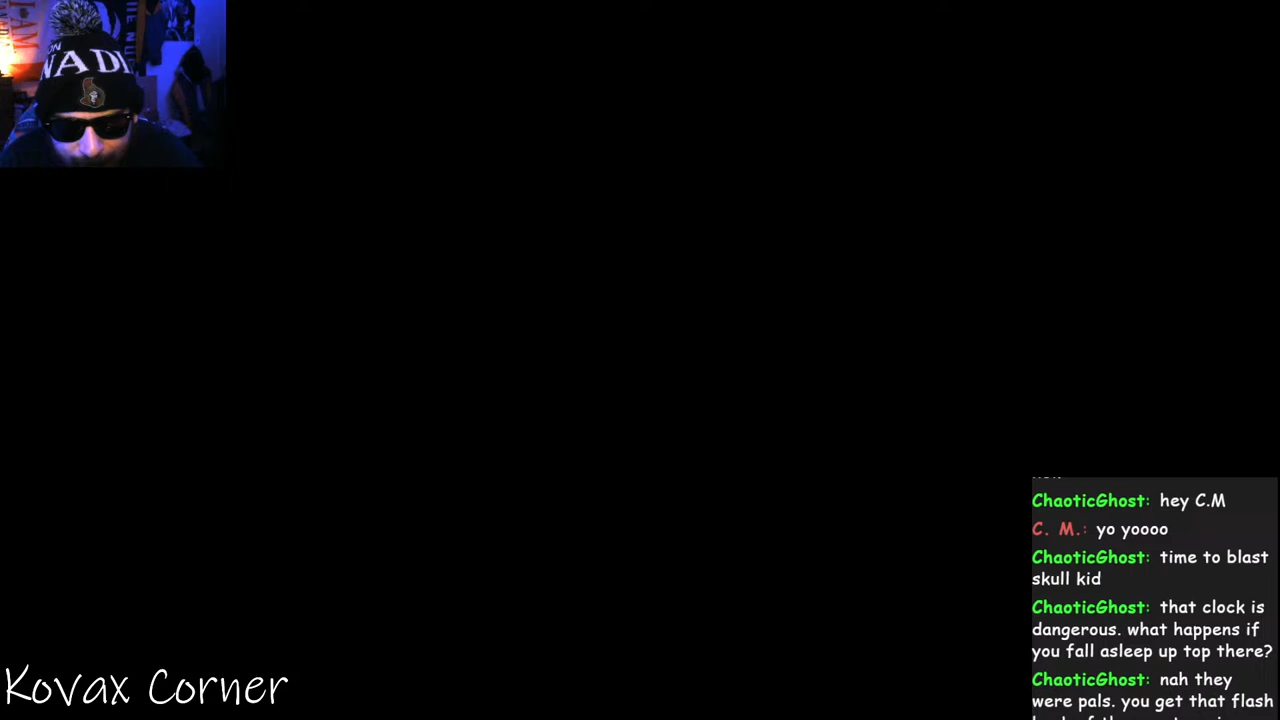 NADI
ChaoticGhost: hey C.M
C. M.: yo yoooo
ChaoticGhost: time to blast
skull kid
ChaoticGhost: that clock is
dangerous. what happens if
you fall asleep up top there?
ChaoticGhost: nah they
were pals. you get that flash
Kovax Corner